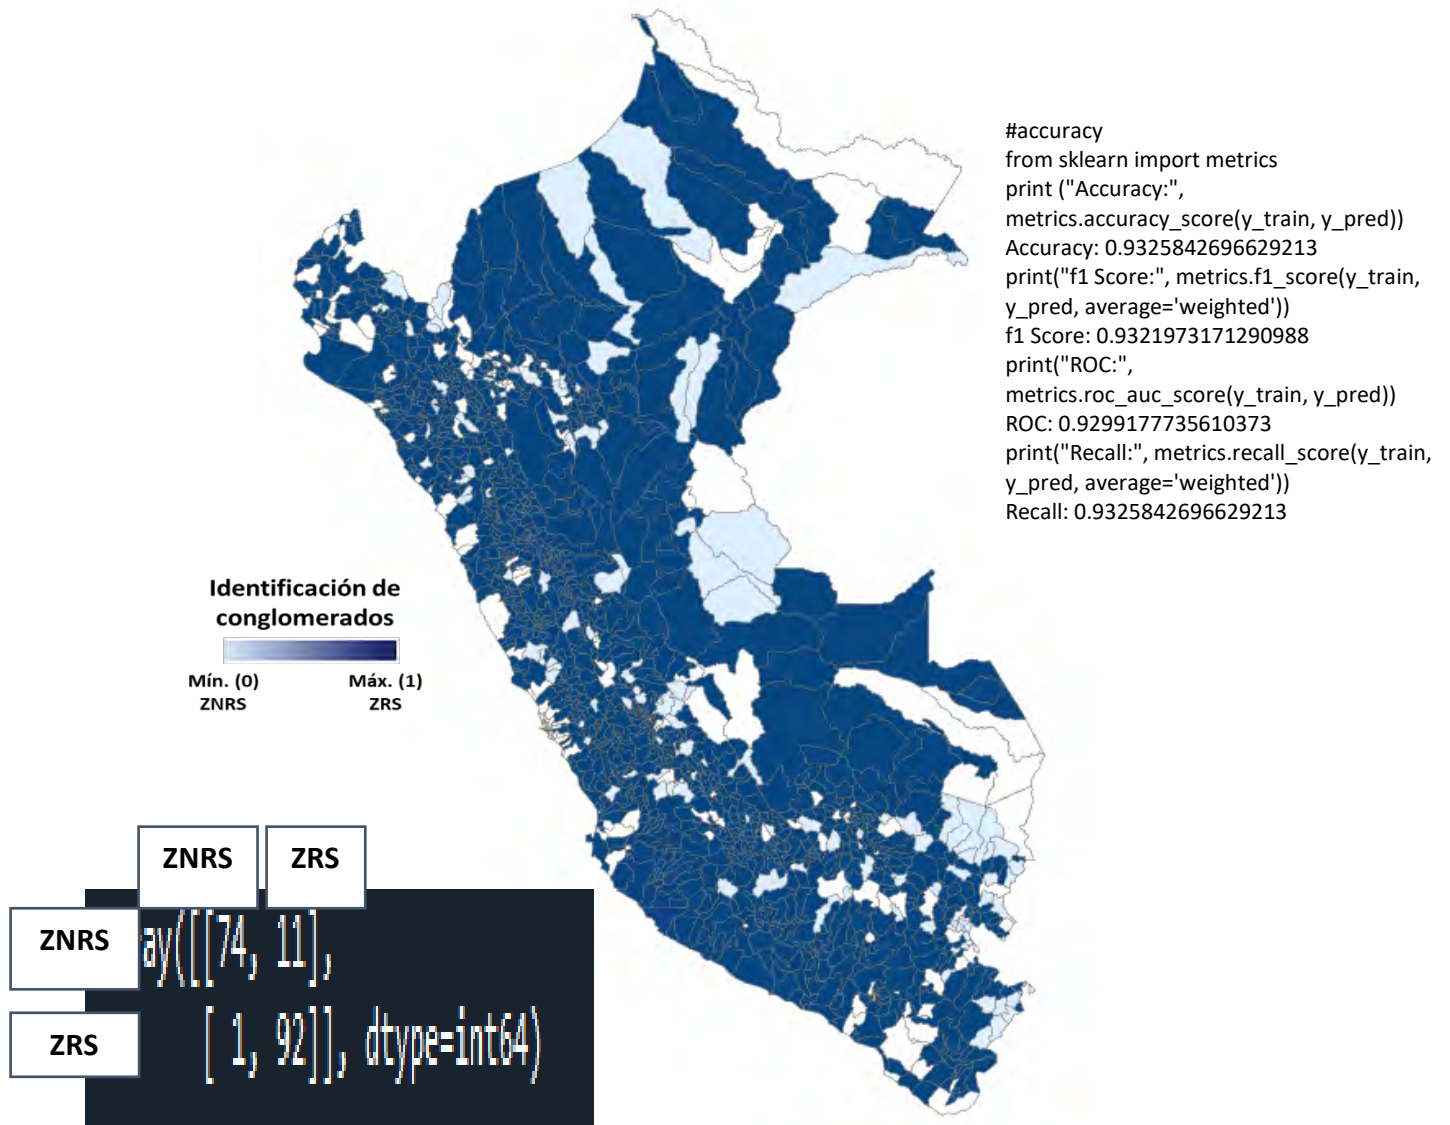 #accuracy
from sklearn import metrics
print ("Accuracy:",
metrics.accuracy_score(y_train, y_pred))
Accuracy: 0.9325842696629213
print("f1 Score:", metrics.f1_score(y_train,
y_pred, average='weighted'))
f1 Score: 0.9321973171290988
print("ROC:",
metrics.roc_auc_score(y_train, y_pred))
ROC: 0.9299177735610373
print("Recall:", metrics.recall_score(y_train,
y_pred, average='weighted'))
Recall: 0.9325842696629213
Identificación de
conglomerados
Mín. (0) Máx. (1)
ZNRS ZRS
ZNRS ZRS
ZNRS ay([[74, 11],
ZRS [ 1, 92]], dtype=int64)